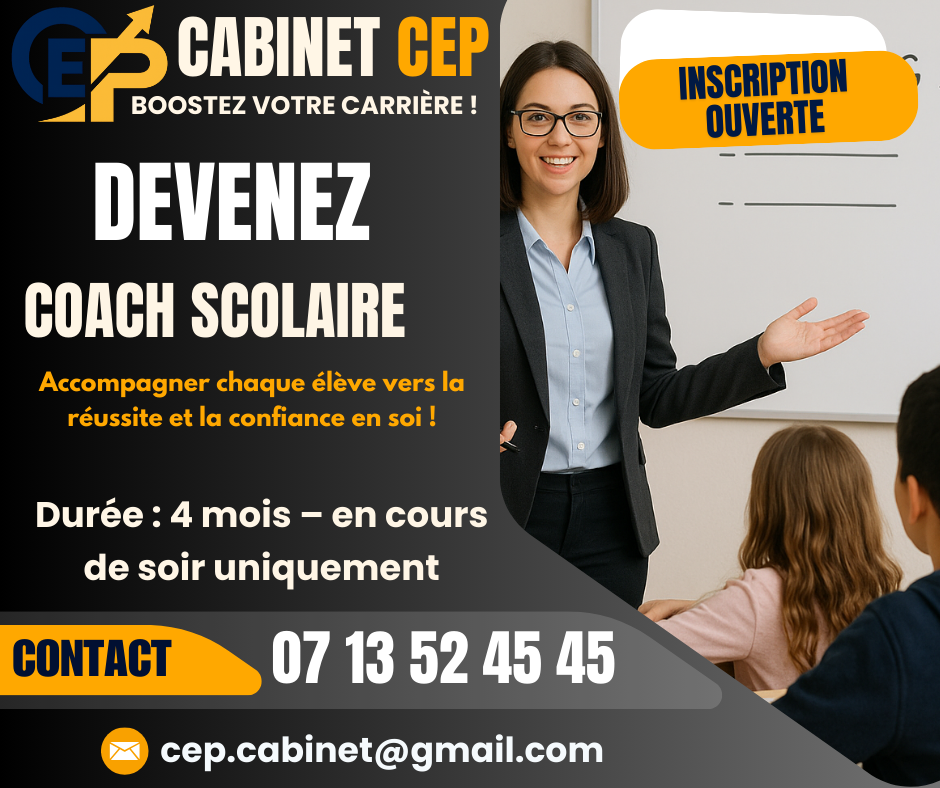 CEP
CABINET CEP
BOOSTEZ VOTRE CARRIÈRE !
INSCRIPTION
OUVERTE
G
DEVENEZ
COACH SCOLAIRE
Accompagner chaque élève vers la
réussite et la confiance en soi !
Durée : 4 mois – en cours
de soir uniquement
CONTACT
07 13 52 45 45
cep.cabinet@gmail.com